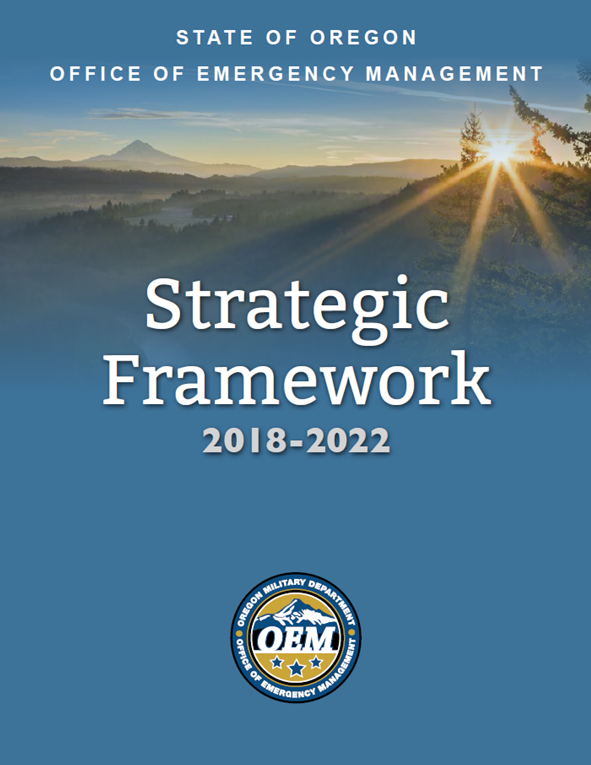 STATE OF OREGON
OFFICE OF EMERGENCY MANAGEMENT
Strategic
Framework
2018-2022
OREGON MILITARY DEPARTMENT
OEM
OFFICE OF EMERGENCY MANAGEMENT